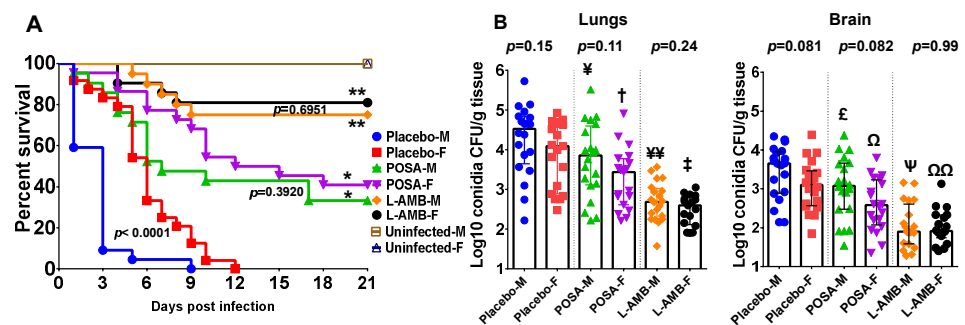 A
Percent survival
100
80
60
40
20
0
0
3
6
9
12
15
18
21
Days post infection
**
p=0.6951
**
*
p=0.3920
*
p< 0.0001
Placebo-M
Placebo-F
POSA-M
POSA-F
L-AMB-M
L-AMB-F
Uninfected-M
Uninfected-F
B
Lungs
p=0.15 p=0.11 p=0.24
Log10 conidia CFU/g tissue
6
5
4
3
2
1
¥
†
¥¥
‡
Placebo-M
Placebo-F
POSA-M
POSA-F
L-AMB-M
L-AMB-F
Brain
p=0.081 p=0.082 p=0.99
Log10 conidia CFU/g tissue
6
5
4
3
2
1
£
Ω
Ψ
ΩΩ
Placebo-M
Placebo-F
POSA-M
POSA-F
L-AMB-M
L-AMB-F